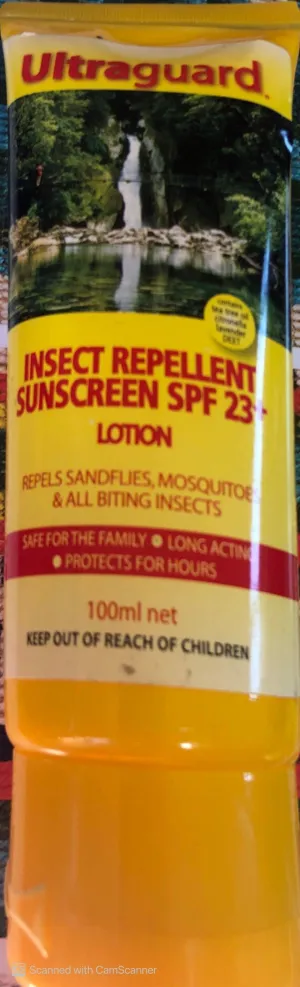 Ultraguard
contains
tea tree oil
citronella
lavender
DEET
INSECT REPELLENT
SUNSCREEN SPF 23+
LOTION
REPELS SANDFLIES, MOSQUITOES
& ALL BITING INSECTS
SAFE FOR THE FAMILY ● LONG ACTING
● PROTECTS FOR HOURS
100ml net
KEEP OUT OF REACH OF CHILDREN
Scanned with CamScanner